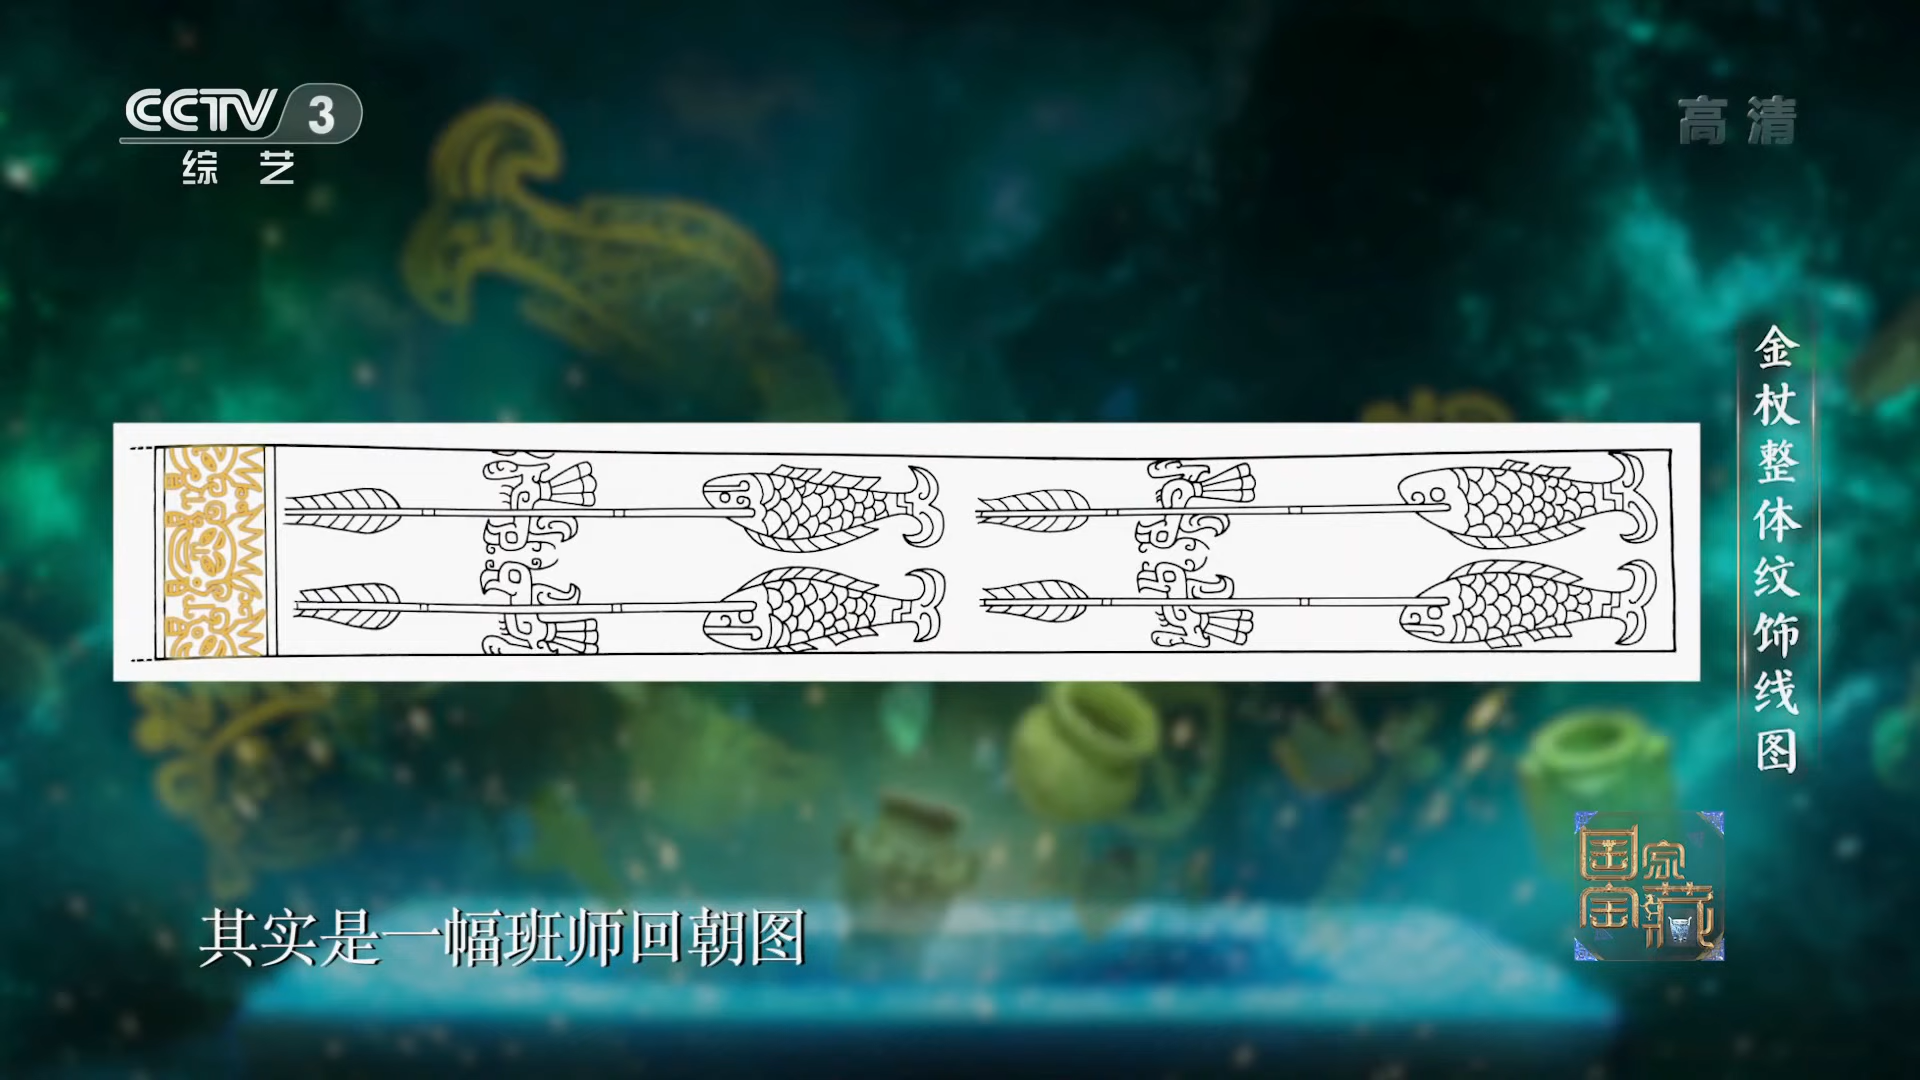 CCTV 3
综艺
高清
金杖整体纹饰线图
国家宝藏
其实是一幅班师回朝图